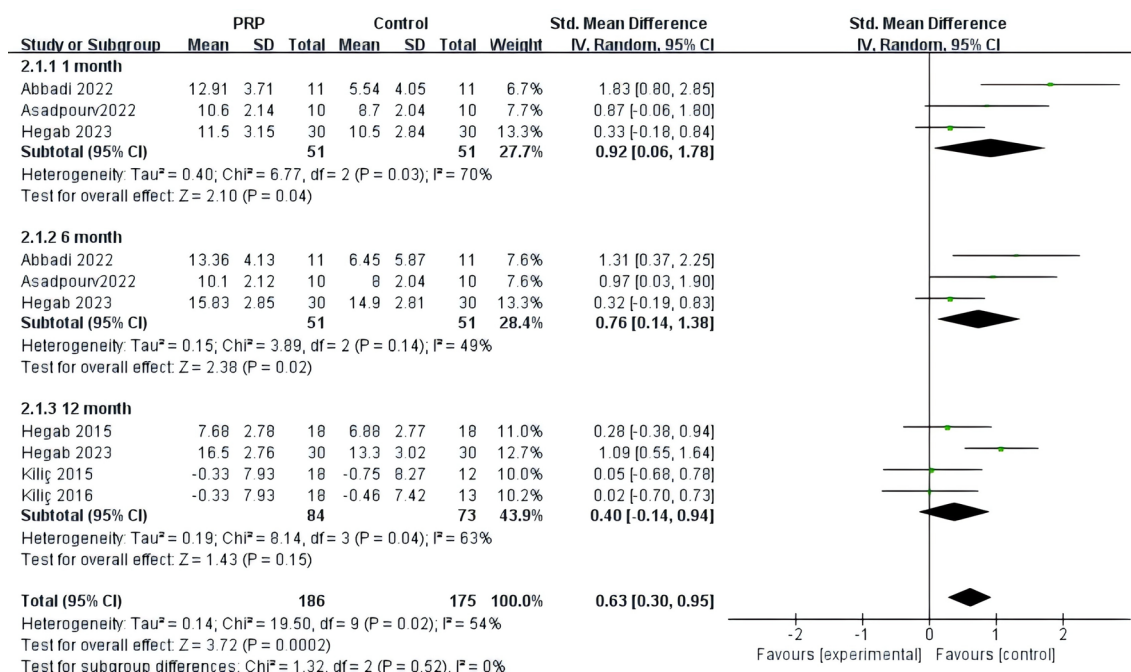 PRP Control Std. Mean Difference Std. Mean Difference
Study or Subgroup Mean SD Total Mean SD Total Weight IV, Random, 95% CI IV, Random, 95% CI
2.1.1 1 month
Abbadi 2022 12.91 3.71 11 5.54 4.05 11 6.7% 1.83 [0.80, 2.85]
Asadpourv2022 10.6 2.14 10 8.7 2.04 10 7.7% 0.87 [-0.06, 1.80]
Hegab 2023 11.5 3.15 30 10.5 2.84 30 13.3% 0.33 [-0.18, 0.84]
Subtotal (95% CI) 51 51 27.7% 0.92 [0.06, 1.78]
Heterogeneity: Tau² = 0.40; Chi² = 6.77, df = 2 (P = 0.03); I² = 70%
Test for overall effect: Z = 2.10 (P = 0.04)
2.1.2 6 month
Abbadi 2022 13.36 4.13 11 6.45 5.87 11 7.6% 1.31 [0.37, 2.25]
Asadpourv2022 10.1 2.12 10 8 2.04 10 7.6% 0.97 [0.03, 1.90]
Hegab 2023 15.83 2.85 30 14.9 2.81 30 13.3% 0.32 [-0.19, 0.83]
Subtotal (95% CI) 51 51 28.4% 0.76 [0.14, 1.38]
Heterogeneity: Tau² = 0.15; Chi² = 3.89, df = 2 (P = 0.14); I² = 49%
Test for overall effect: Z = 2.38 (P = 0.02)
2.1.3 12 month
Hegab 2015 7.68 2.78 18 6.88 2.77 18 11.0% 0.28 [-0.38, 0.94]
Hegab 2023 16.5 2.76 30 13.3 3.02 30 12.7% 1.09 [0.55, 1.64]
Kiliç 2015 -0.33 7.93 18 -0.75 8.27 12 10.0% 0.05 [-0.68, 0.78]
Kiliç 2016 -0.33 7.93 18 -0.46 7.42 13 10.2% 0.02 [-0.70, 0.73]
Subtotal (95% CI) 84 73 43.9% 0.40 [-0.14, 0.94]
Heterogeneity: Tau² = 0.19; Chi² = 8.14, df = 3 (P = 0.04); I² = 63%
Test for overall effect: Z = 1.43 (P = 0.15)
Total (95% CI) 186 175 100.0% 0.63 [0.30, 0.95]
Heterogeneity: Tau² = 0.14; Chi² = 19.50, df = 9 (P = 0.02); I² = 54%
Test for overall effect: Z = 3.72 (P = 0.0002)
Test for subgroup differences: Chi² = 1.32, df = 2 (P = 0.52), I² = 0%
-2 -1 0 1 2
Favours [experimental] Favours [control]